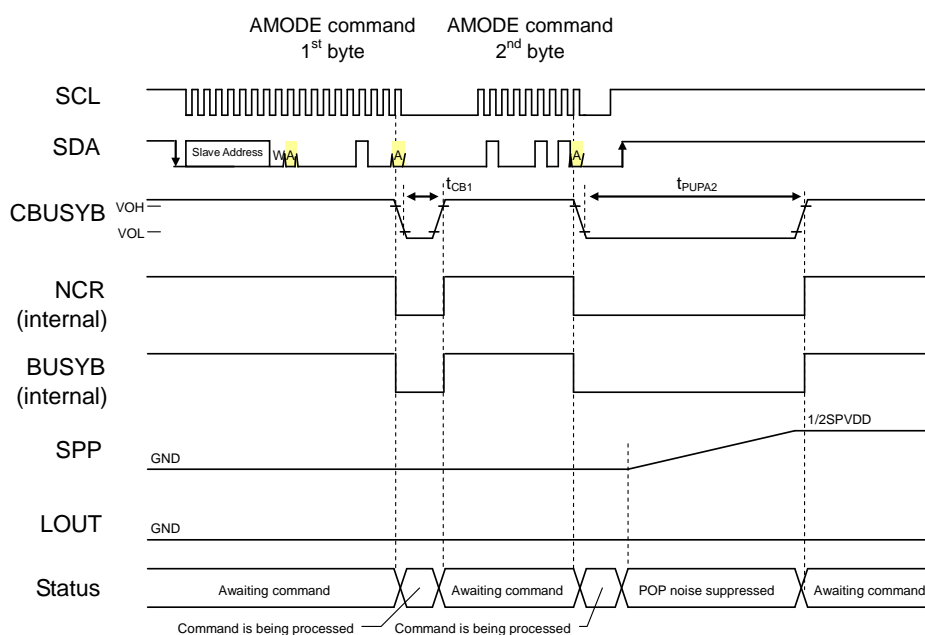 AMODE command
1st byte
AMODE command
2nd byte
SCL
SDA
Slave Address
W
A
A
A
CBUSYB
VOH
VOL
tCB1
tPUPA2
NCR
(internal)
BUSYB
(internal)
SPP
GND
1/2SPVDD
LOUT
GND
Status
Awaiting command
Awaiting command
POP noise suppressed
Awaiting command
Command is being processed
Command is being processed